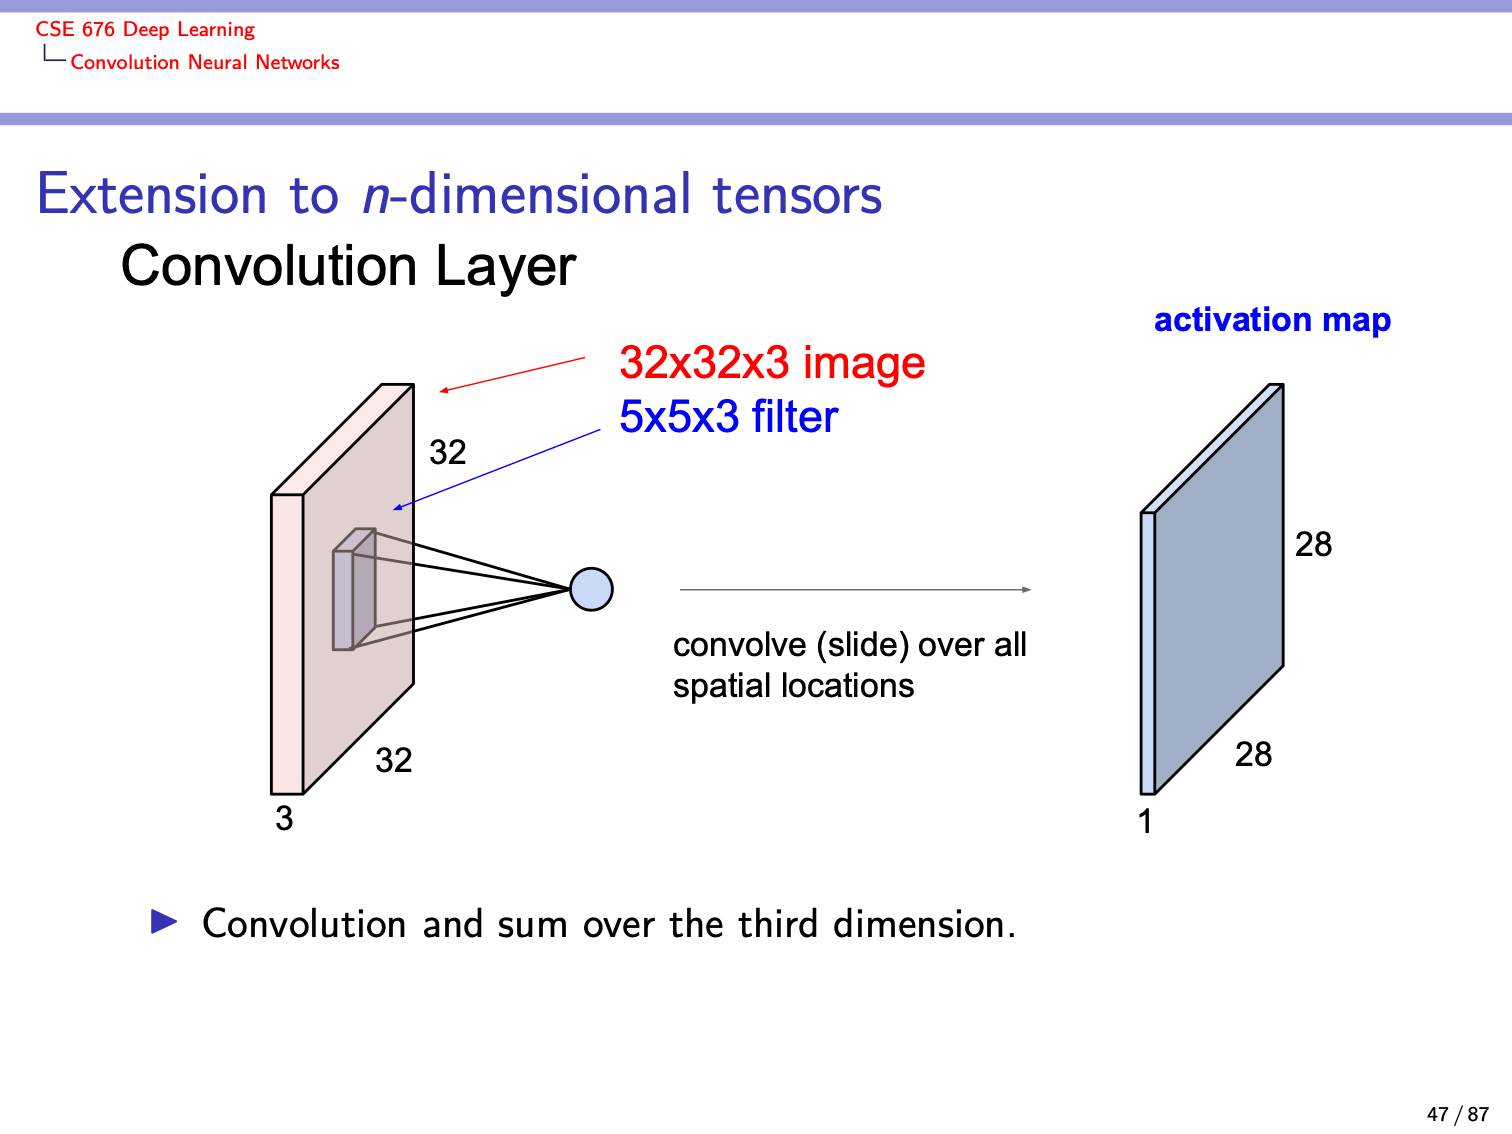 CSE 676 Deep Learning
Convolution Neural Networks
Extension to n-dimensional tensors
Convolution Layer
activation map
32x32x3 image
5x5x3 filter
32
28
convolve (slide) over all
spatial locations
32
28
3
1
Convolution and sum over the third dimension.
47 / 87